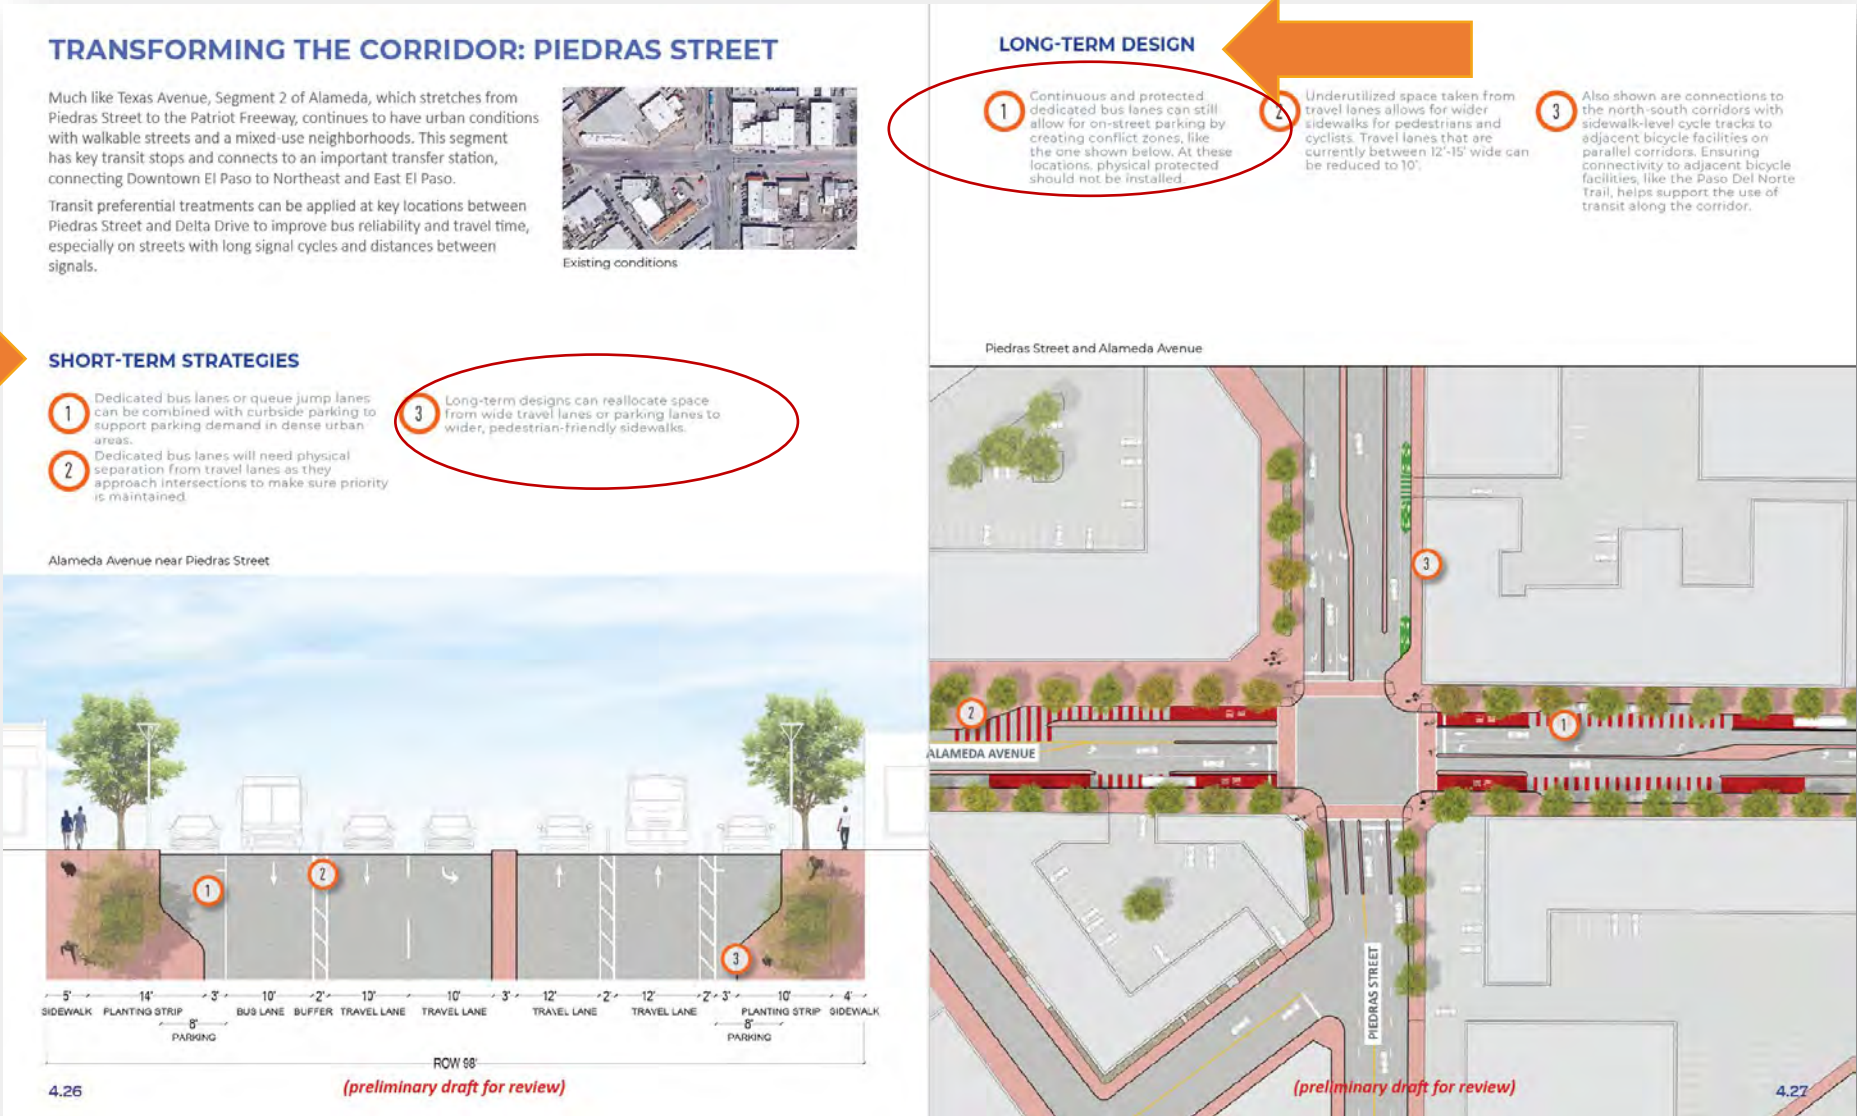 TRANSFORMING THE CORRIDOR: PIEDRAS STREET
Much like Texas Avenue, Segment 2 of Alameda, which stretches from
Piedras Street to the Patriot Freeway, continues to have urban conditions
with walkable streets and a mixed-use neighborhoods. This segment
has key transit stops and connects to an important transfer station,
connecting Downtown El Paso to Northeast and East El Paso.
Transit preferential treatments can be applied at key locations between
Piedras Street and Delta Drive to improve bus reliability and travel time,
especially on streets with long signal cycles and distances between
signals.
Existing conditions
SHORT-TERM STRATEGIES
1
Dedicated bus lanes or queue jump lanes
can be combined with curbside parking to
support parking demand in dense urban
areas.
2
Dedicated bus lanes will need physical
separation from travel lanes as they
approach intersections to make sure priority
is maintained.
3
Long-term designs can reallocate space
from wide travel lanes or parking lanes to
wider, pedestrian-friendly sidewalks.
Alameda Avenue near Piedras Street
1
2
3
5' 14' 3' 10' 2' 10' 10' 3' 12' 2' 12' 2' 3' 10' 4'
SIDEWALK PLANTING STRIP BUS LANE BUFFER TRAVEL LANE TRAVEL LANE TRAVEL LANE TRAVEL LANE PLANTING STRIP SIDEWALK
8' 8'
PARKING PARKING
ROW 98'
4.26
(preliminary draft for review)
LONG-TERM DESIGN
1
Continuous and protected
dedicated bus lanes can still
allow for on-street parking by
creating conflict zones, like
the one shown below. At these
locations, physical protected
should not be installed.
2
Underutilized space taken from
travel lanes allows for wider
sidewalks for pedestrians and
cyclists. Travel lanes that are
currently between 12'-15' wide can
be reduced to 10'.
3
Also shown are connections to
the north-south corridors with
sidewalk-level cycle tracks to
adjacent bicycle facilities on
parallel corridors. Ensuring
connectivity to adjacent bicycle
facilities, like the Paso Del Norte
Trail, helps support the use of
transit along the corridor.
Piedras Street and Alameda Avenue
3
2
1
ALAMEDA AVENUE
PIEDRAS STREET
(preliminary draft for review)
4.27